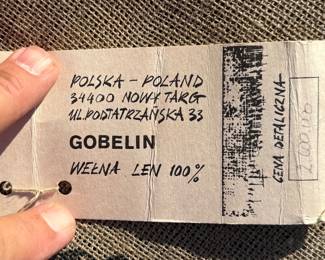 POLSKA - POLAND
34400 NOWY TARG
UL.PODTATRZAŃSKA 33
GOBELIN
WEŁNA LEN 100%
CENA DETALICZNA